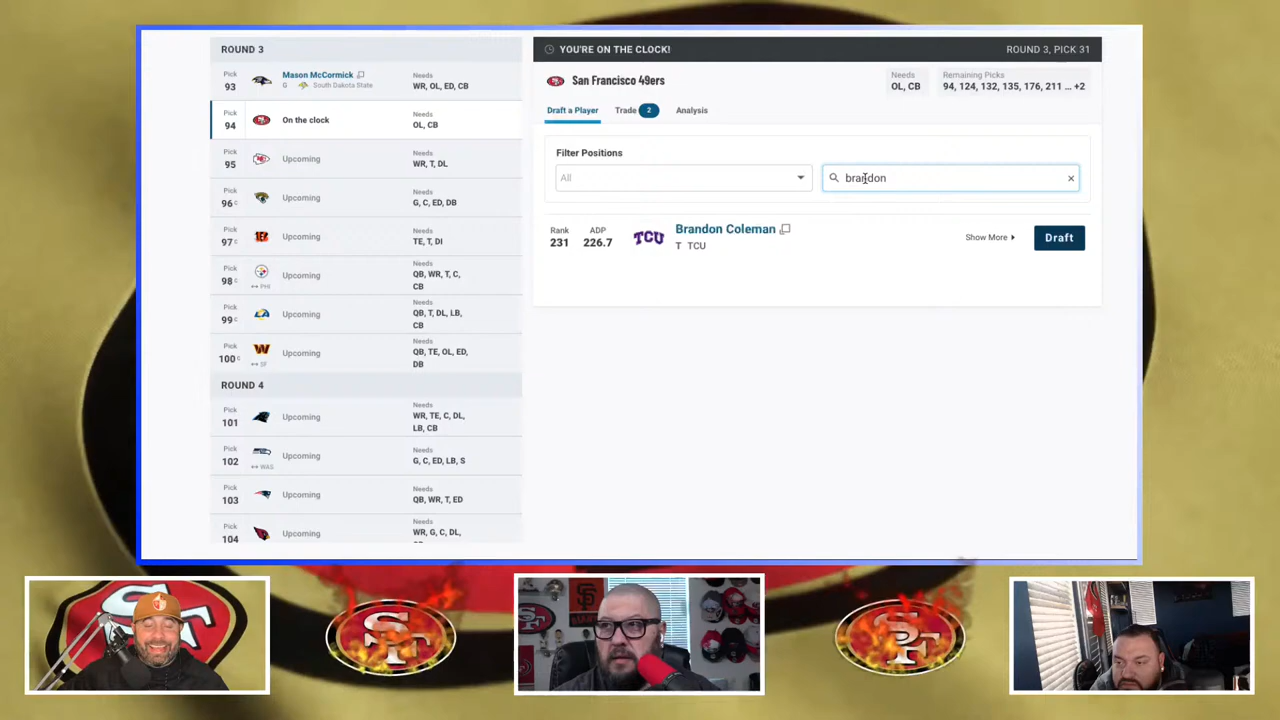 ROUND 3
Pick
93
Mason McCormick
G South Dakota State
Needs
WR, OL, ED, CB
Pick
94
On the clock
Needs
OL, CB
Pick
95
Upcoming
Needs
WR, T, DL
Pick
96 C
Upcoming
Needs
G, C, ED, DB
Pick
97 C
Upcoming
Needs
TE, T, DI
Pick
98 C
PHI
Upcoming
Needs
QB, WR, T, C,
CB
Pick
99 C
Upcoming
Needs
QB, T, DL, LB,
CB
Pick
100 C
SF
Upcoming
Needs
QB, TE, OL, ED,
DB
ROUND 4
Pick
101
Upcoming
Needs
WR, TE, C, DL,
LB, CB
Pick
102
WAS
Upcoming
Needs
G, C, ED, LB, S
Pick
103
Upcoming
Needs
QB, WR, T, ED
Pick
104
Upcoming
Needs
WR, G, C, DL,
YOU'RE ON THE CLOCK!
ROUND 3, PICK 31
San Francisco 49ers
Needs
OL, CB
Remaining Picks
94, 124, 132, 135, 176, 211 ... +2
Draft a Player
Trade 2
Analysis
Filter Positions
All
brandon
Rank
231
ADP
226.7
TCU
Brandon Coleman
T TCU
Show More
Draft
SF
SF
SF